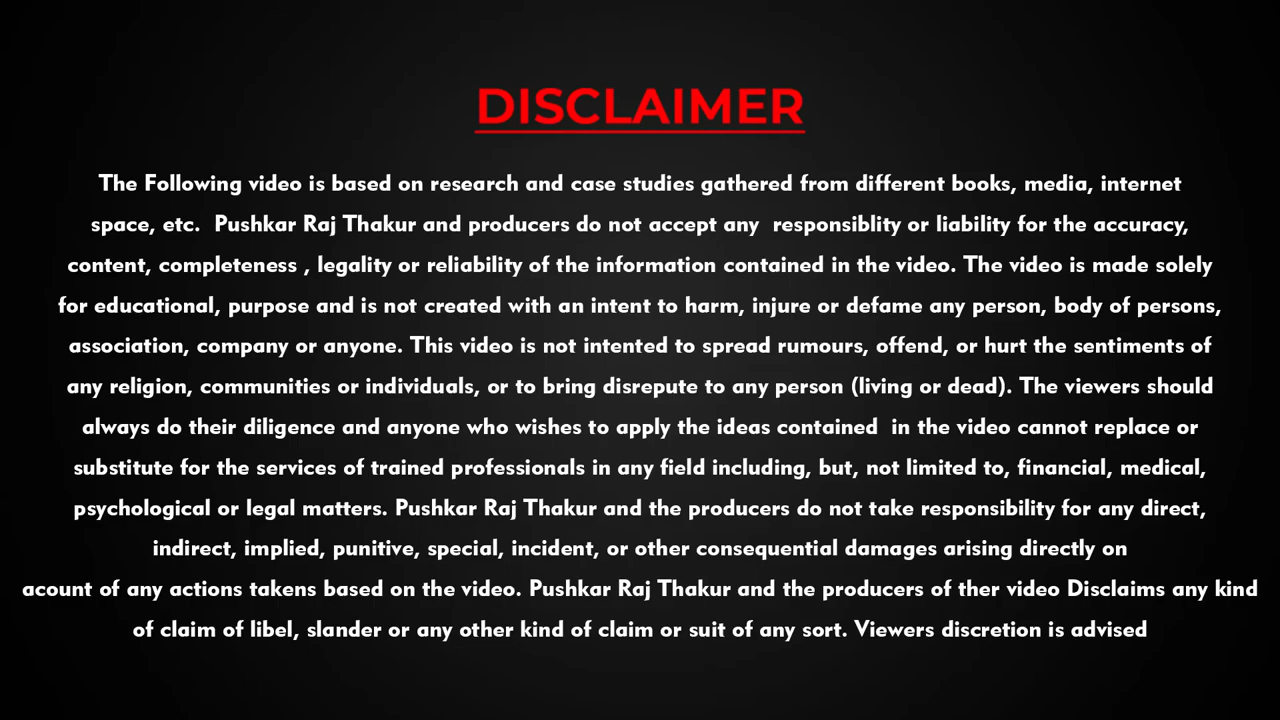 DISCLAIMER
The Following video is based on research and case studies gathered from different books, media, internet
space, etc.  Pushkar Raj Thakur and producers do not accept any  responsiblity or liability for the accuracy,
content, completeness , legality or reliability of the information contained in the video. The video is made solely
for educational, purpose and is not created with an intent to harm, injure or defame any person, body of persons,
association, company or anyone. This video is not intented to spread rumours, offend, or hurt the sentiments of
any religion, communities or individuals, or to bring disrepute to any person (living or dead). The viewers should
always do their diligence and anyone who wishes to apply the ideas contained  in the video cannot replace or
substitute for the services of trained professionals in any field including, but, not limited to, financial, medical,
psychological or legal matters. Pushkar Raj Thakur and the producers do not take responsibility for any direct,
indirect, implied, punitive, special, incident, or other consequential damages arising directly on
acount of any actions takens based on the video. Pushkar Raj Thakur and the producers of ther video Disclaims any kind
of claim of libel, slander or any other kind of claim or suit of any sort. Viewers discretion is advised